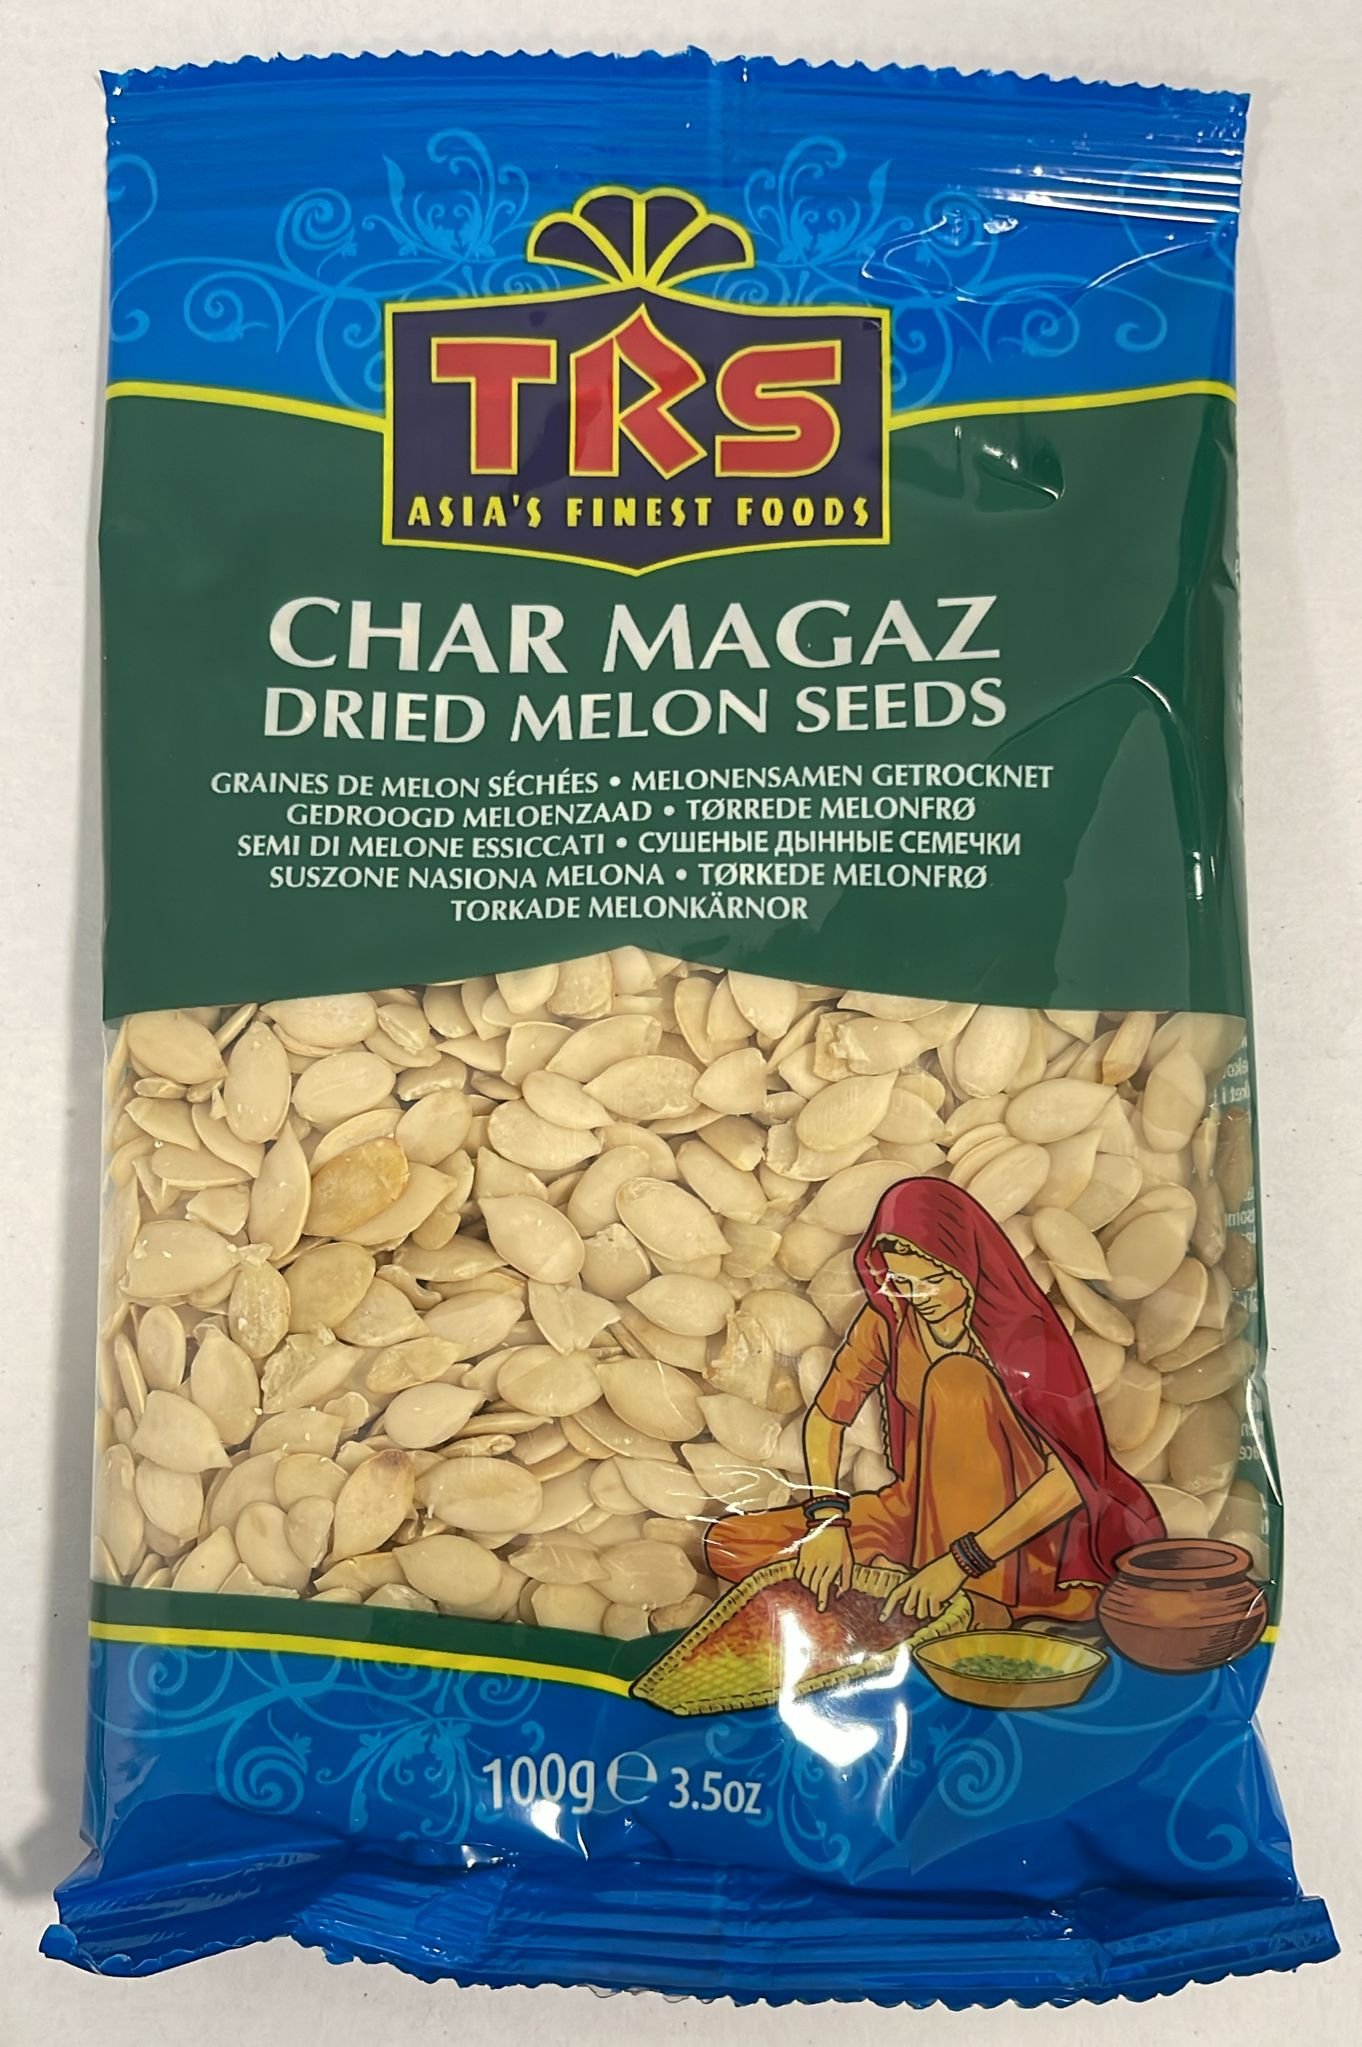 TRS
ASIA'S FINEST FOODS
CHAR MAGAZ
DRIED MELON SEEDS
GRAINES DE MELON SÉCHÉES • MELONENSAMEN GETROCKNET
GEDROOGD MELOENZAAD • TØRREDE MELONFRØ
SEMI DI MELONE ESSICCATI • СУШЕНЫЕ ДЫННЫЕ СЕМЕЧКИ
SUSZONE NASIONA MELONA • TØRKEDE MELONFRØ
TORKADE MELONKÄRNOR
100g ℮ 3.5oz